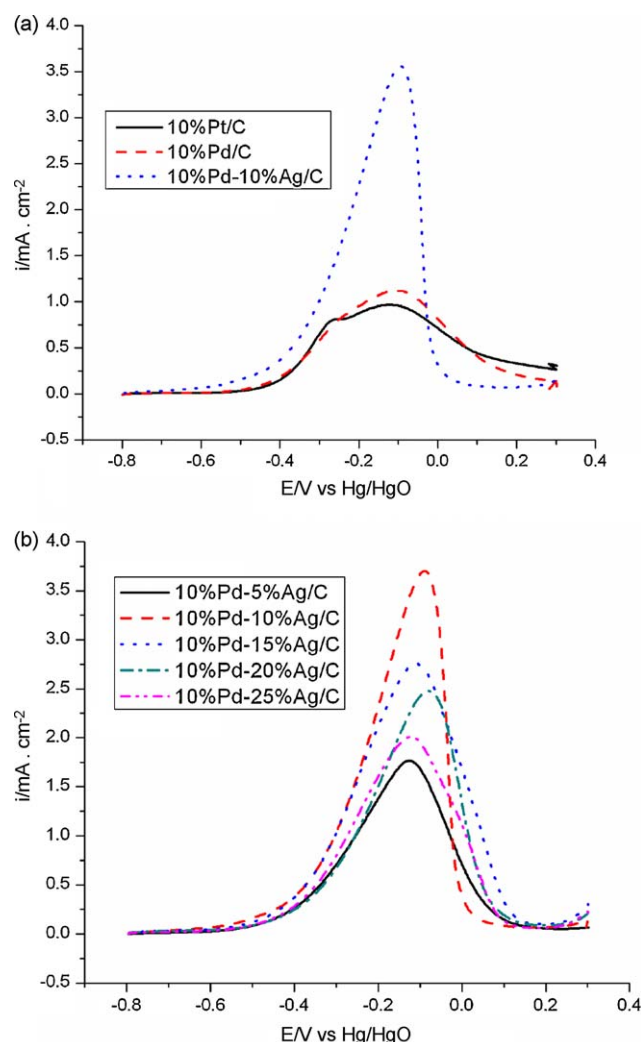 (a)
4.0
3.5
3.0
2.5
2.0
1.5
1.0
0.5
0.0
-0.5
i/mA . cm-2
10%Pt/C
10%Pd/C
10%Pd-10%Ag/C
-0.8 -0.6 -0.4 -0.2 0.0 0.2 0.4
E/V vs Hg/HgO
(b)
4.0
3.5
3.0
2.5
2.0
1.5
1.0
0.5
0.0
-0.5
i/mA . cm-2
10%Pd-5%Ag/C
10%Pd-10%Ag/C
10%Pd-15%Ag/C
10%Pd-20%Ag/C
10%Pd-25%Ag/C
-0.8 -0.6 -0.4 -0.2 0.0 0.2 0.4
E/V vs Hg/HgO